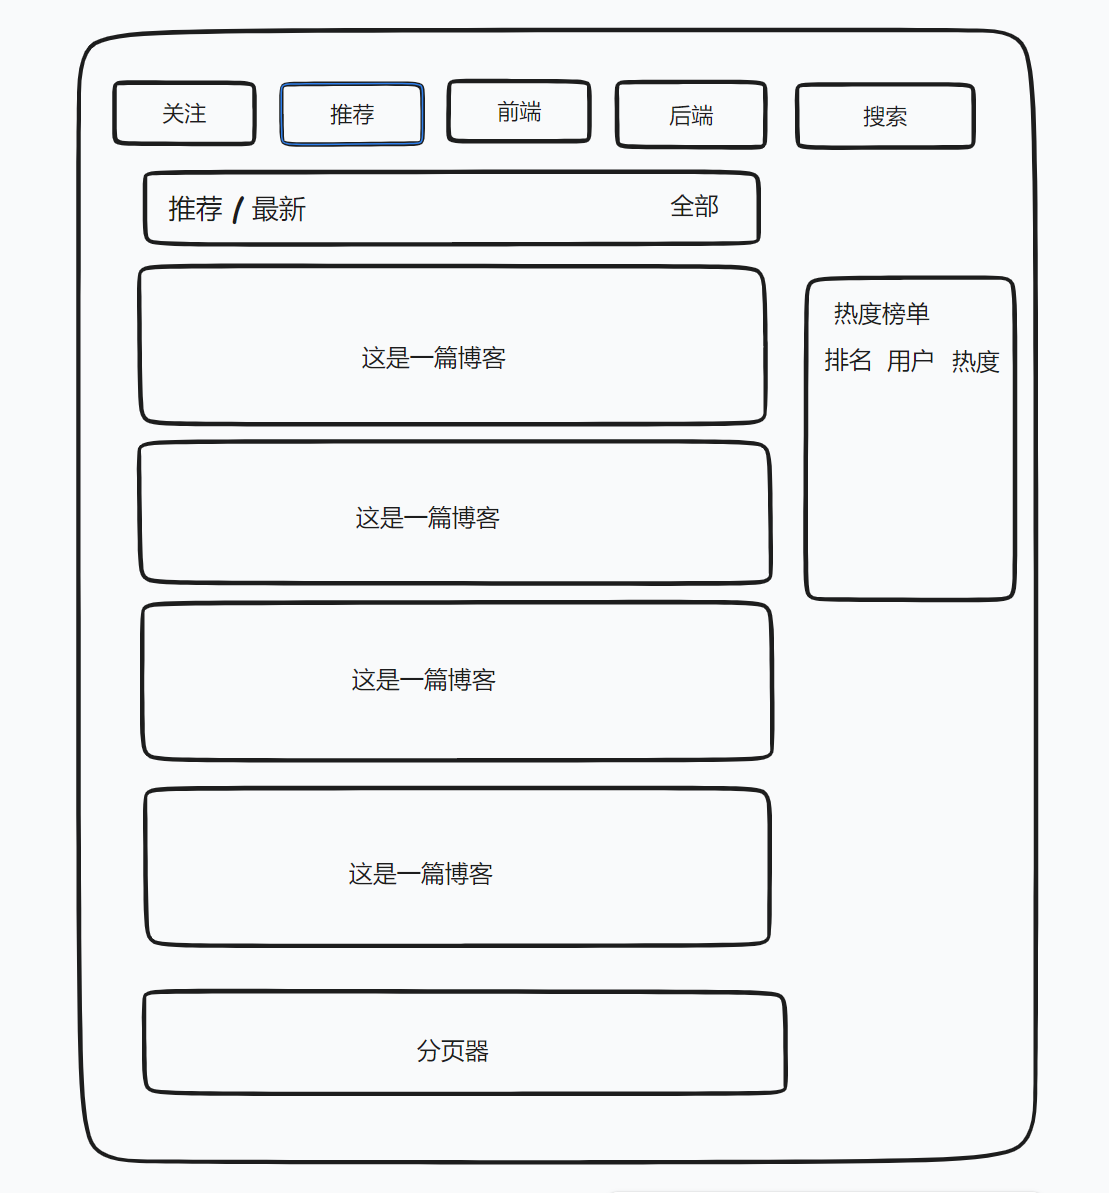 关注 推荐 前端 后端 搜索
推荐 / 最新 全部
这是一篇博客
热度榜单
排名 用户 热度
这是一篇博客
这是一篇博客
这是一篇博客
分页器